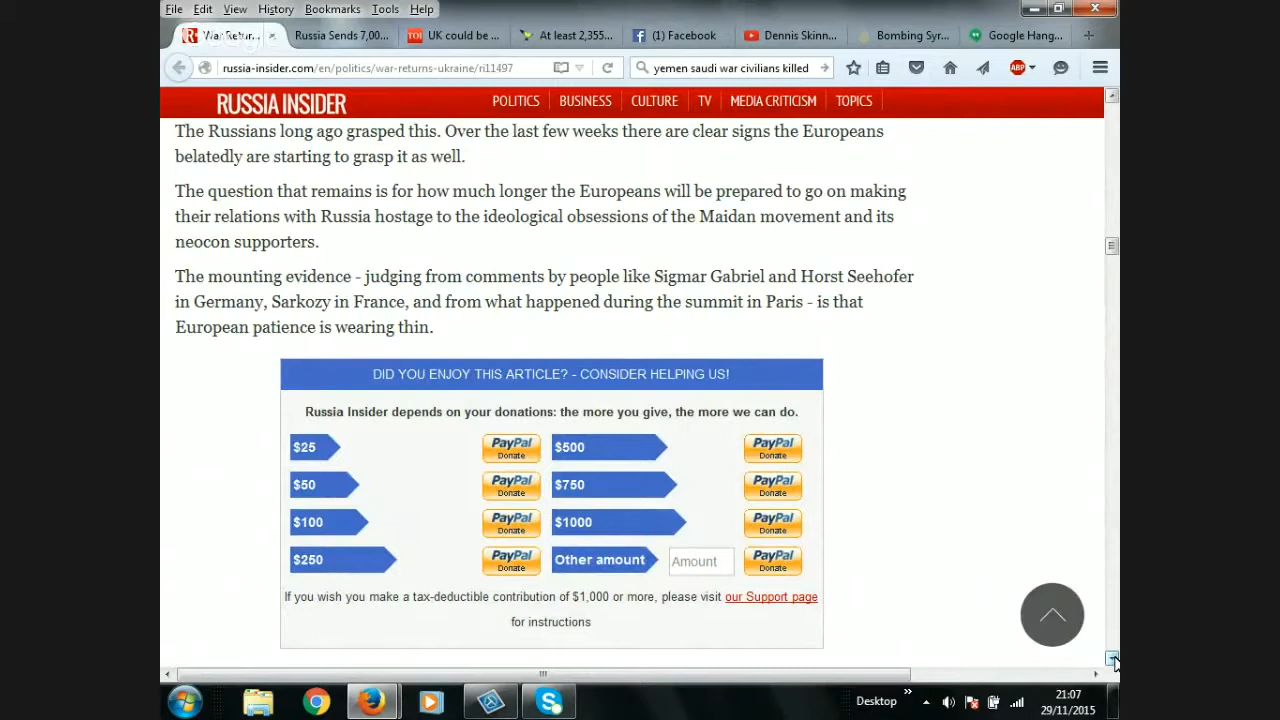 File Edit View History Bookmarks Tools Help
War Retur... Russia Sends 7,00... UK could be ... At least 2,355... (1) Facebook Dennis Skinn... Bombing Syr... Google Hang...
russia-insider.com/en/politics/war-returns-ukraine/ri11497 yemen saudi war civilians killed ABP
RUSSIA INSIDER POLITICS BUSINESS CULTURE TV MEDIA CRITICISM TOPICS
The Russians long ago grasped this. Over the last few weeks there are clear signs the Europeans
belatedly are starting to grasp it as well.
The question that remains is for how much longer the Europeans will be prepared to go on making
their relations with Russia hostage to the ideological obsessions of the Maidan movement and its
neocon supporters.
The mounting evidence - judging from comments by people like Sigmar Gabriel and Horst Seehofer
in Germany, Sarkozy in France, and from what happened during the summit in Paris - is that
European patience is wearing thin.
DID YOU ENJOY THIS ARTICLE? - CONSIDER HELPING US!
Russia Insider depends on your donations: the more you give, the more we can do.
$25 PayPal Donate $500 PayPal Donate
$50 PayPal Donate $750 PayPal Donate
$100 PayPal Donate $1000 PayPal Donate
$250 PayPal Donate Other amount Amount PayPal Donate
If you wish you make a tax-deductible contribution of $1,000 or more, please visit our Support page
for instructions
Desktop 21:07
29/11/2015